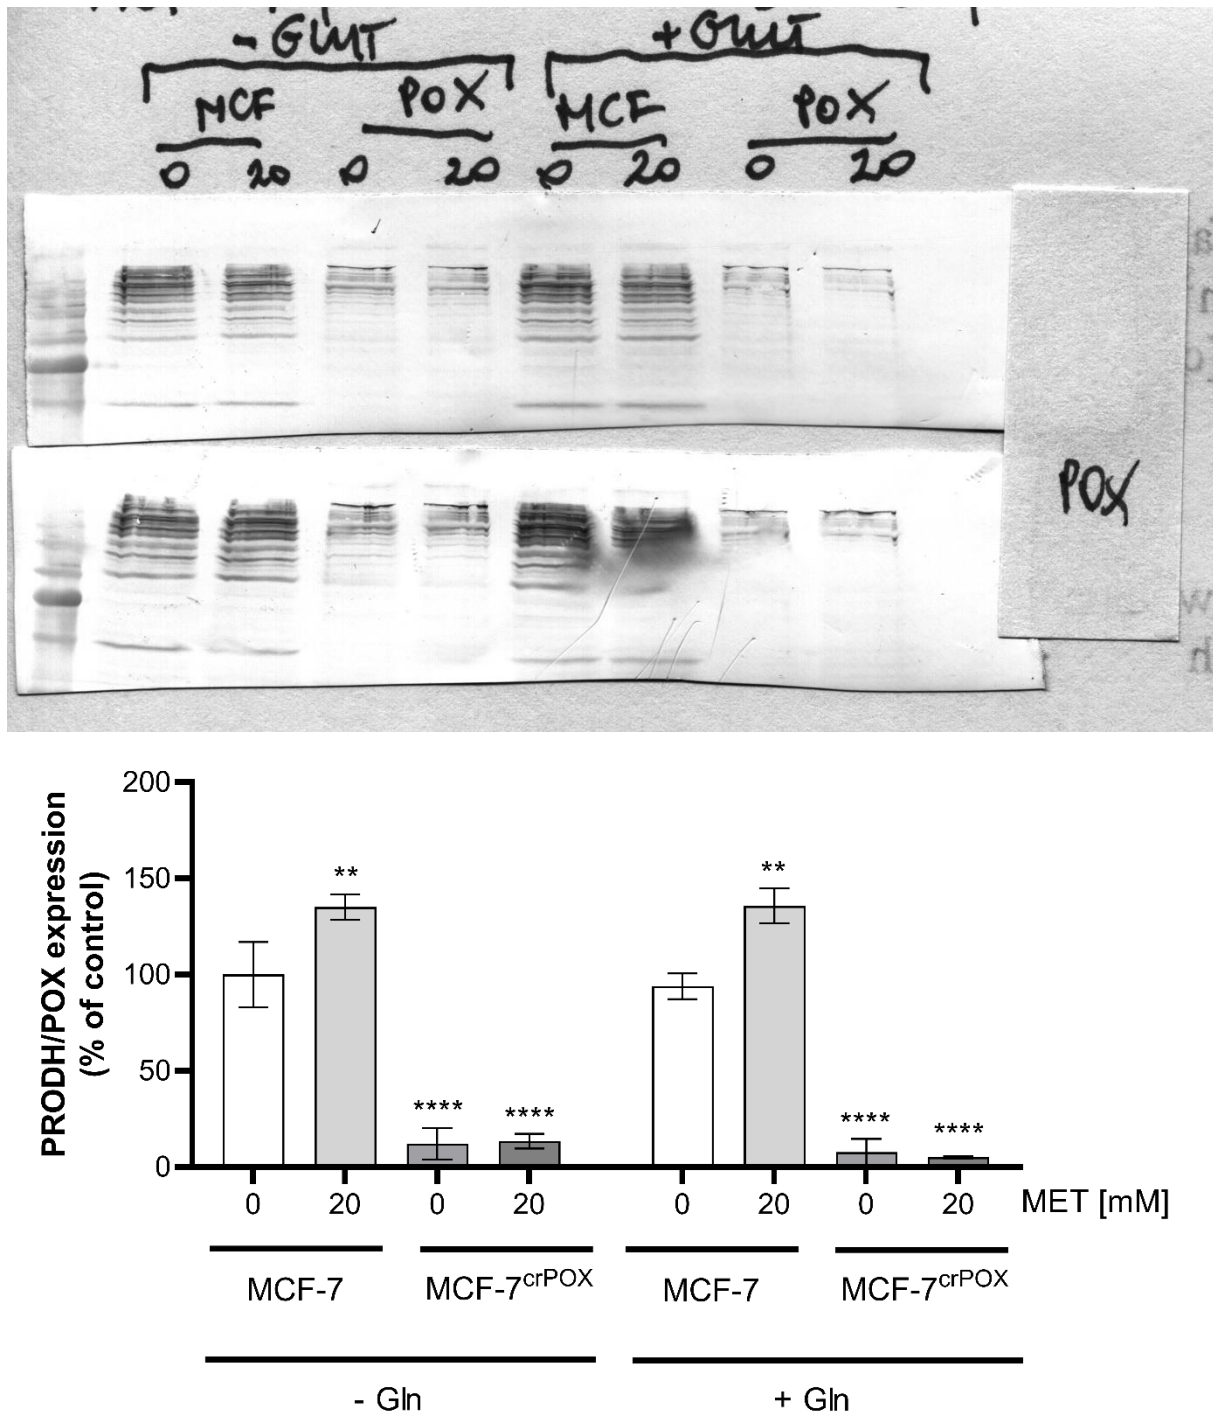 - GLUT + GLUT
MCF POX MCF POX
0 20 0 20 0 20 0 20
POX
200
150
100
50
0
PRODH/POX expression
(% of control)
** **
**** **** **** ****
0 20 0 20 0 20 0 20 MET [mM]
MCF-7 MCF-7crPOX MCF-7 MCF-7crPOX
- Gln + Gln